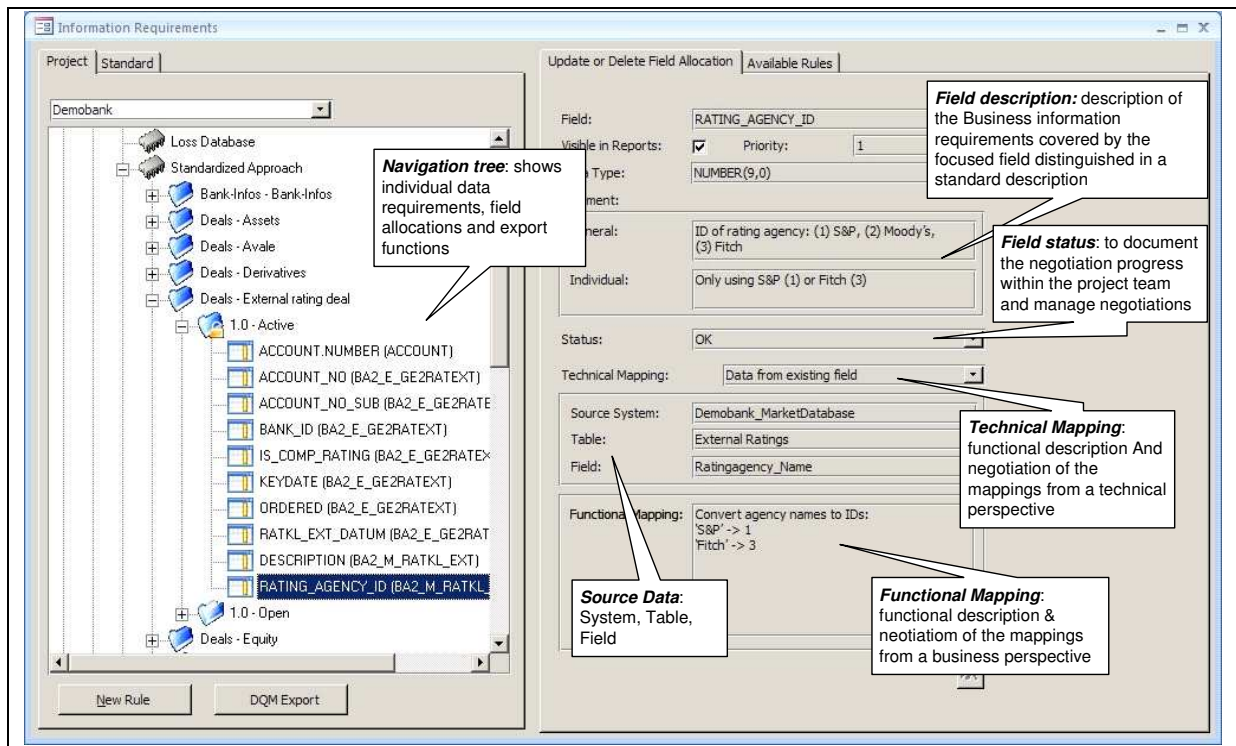 Information Requirements
Project
Standard
Demobank
Loss Database
Standardized Approach
Bank-Infos - Bank-Infos
Deals - Assets
Deals - Avale
Deals - Derivatives
Deals - External rating deal
1.0 - Active
ACCOUNT.NUMBER (ACCOUNT)
ACCOUNT_NO (BA2_E_GE2RATEXT)
ACCOUNT_NO_SUB (BA2_E_GE2RATE
BANK_ID (BA2_E_GE2RATEXT)
IS_COMP_RATING (BA2_E_GE2RATEX
KEYDATE (BA2_E_GE2RATEXT)
ORDERED (BA2_E_GE2RATEXT)
RATKL_EXT_DATUM (BA2_E_GE2RAT
DESCRIPTION (BA2_M_RATKL_EXT)
RATING_AGENCY_ID (BA2_M_RATKL_
1.0 - Open
Deals - Equity
New Rule
DQM Export
Navigation tree: shows
individual data
requirements, field
allocations and export
functions
Update or Delete Field Allocation
Available Rules
Field: RATING_AGENCY_ID
Visible in Reports: Priority: 1
Type: NUMBER(9,0)
ment:
neral: ID of rating agency: (1) S&P, (2) Moody's,
(3) Fitch
Individual: Only using S&P (1) or Fitch (3)
Status: OK
Technical Mapping: Data from existing field
Source System: Demobank_MarketDatabase
Table: External Ratings
Field: Ratingagency_Name
Functional Mapping: Convert agency names to IDs:
'S&P' -> 1
'Fitch' -> 3
Field description: description of
the Business information
requirements covered by the
focused field distinguished in a
standard description
Field status: to document
the negotiation progress
within the project team
and manage negotiations
Technical Mapping:
functional description And
negotiation of the
mappings from a technical
perspective
Source Data:
System, Table,
Field
Functional Mapping:
functional description &
neotiatiom of the mappings
from a business perspective